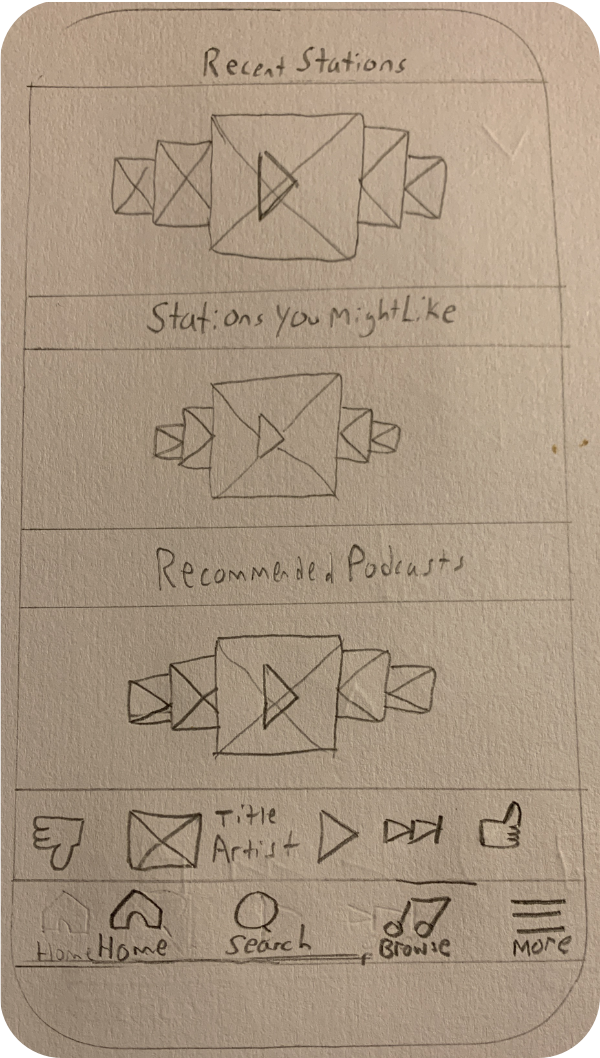 Recent Stations
Stations You Might Like
Recommended Podcasts
Title
Artist
Home Home Search Browse More